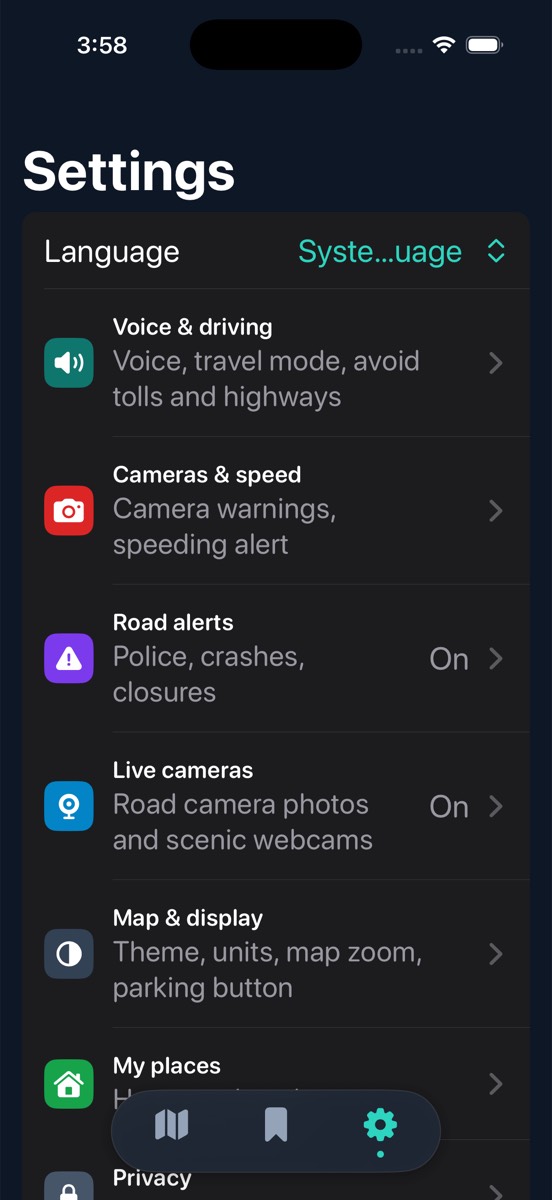 3:58
Settings
Language Syste...uage
Voice & driving
Voice, travel mode, avoid
tolls and highways
Cameras & speed
Camera warnings,
speeding alert
Road alerts
Police, crashes,
closures
On
Live cameras
Road camera photos
and scenic webcams
On
Map & display
Theme, units, map zoom,
parking button
My places
Privacy